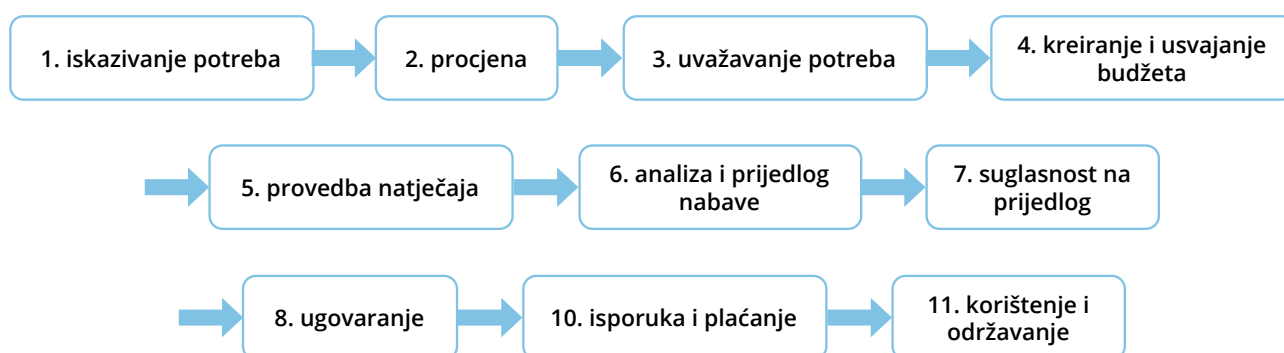 1. iskazivanje potreba
2. procjena
3. uvažavanje potreba
4. kreiranje i usvajanje
budžeta
5. provedba natječaja
6. analiza i prijedlog
nabave
7. suglasnost na
prijedlog
8. ugovaranje
10. isporuka i plaćanje
11. korištenje i
održavanje